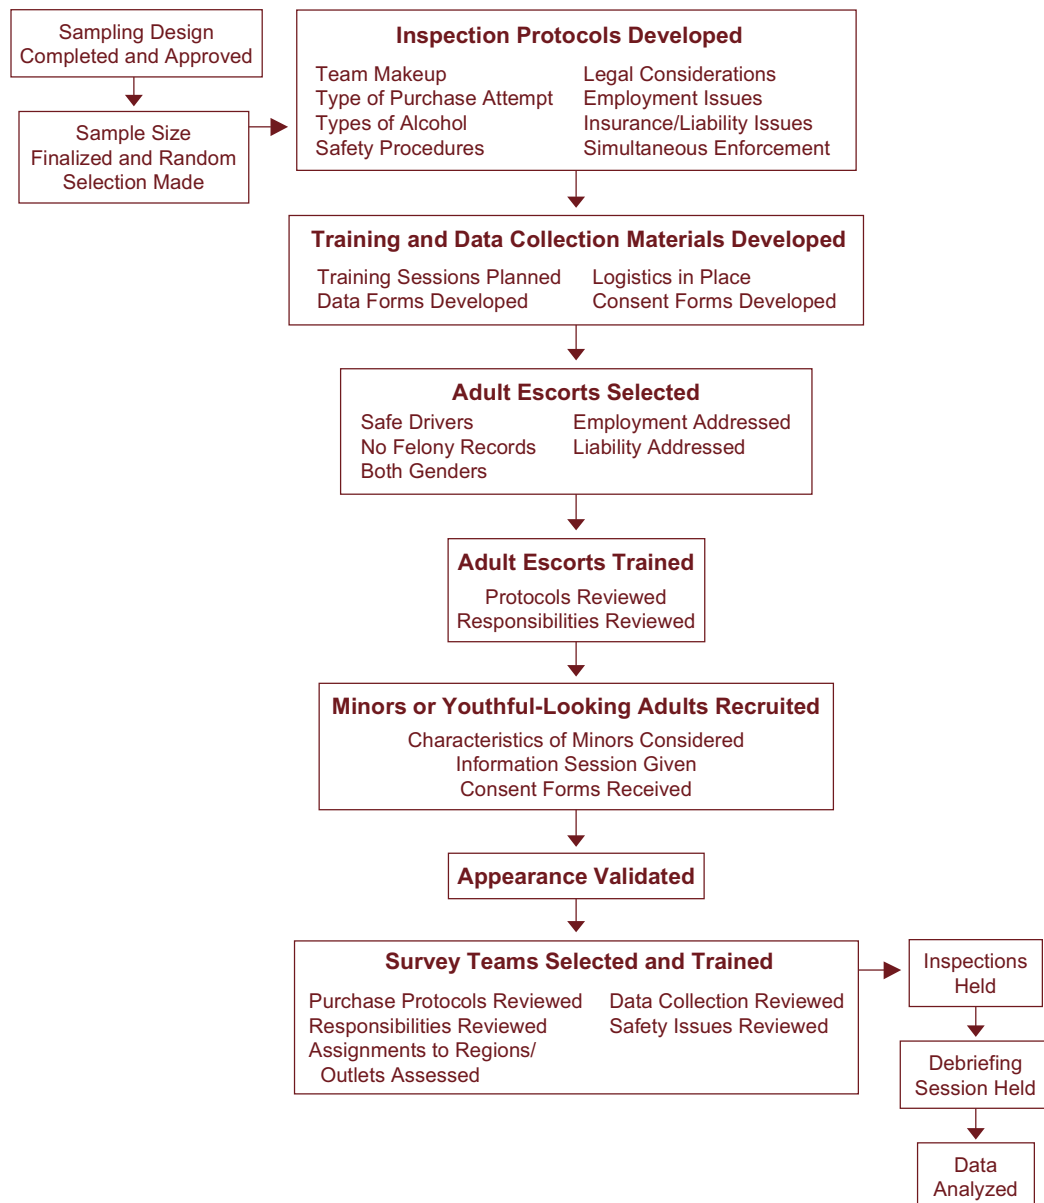 Sampling Design
Completed and Approved
Sample Size
Finalized and Random
Selection Made
Inspection Protocols Developed
Team Makeup
Type of Purchase Attempt
Types of Alcohol
Safety Procedures
Legal Considerations
Employment Issues
Insurance/Liability Issues
Simultaneous Enforcement
Training and Data Collection Materials Developed
Training Sessions Planned
Data Forms Developed
Logistics in Place
Consent Forms Developed
Adult Escorts Selected
Safe Drivers
No Felony Records
Both Genders
Employment Addressed
Liability Addressed
Adult Escorts Trained
Protocols Reviewed
Responsibilities Reviewed
Minors or Youthful-Looking Adults Recruited
Characteristics of Minors Considered
Information Session Given
Consent Forms Received
Appearance Validated
Survey Teams Selected and Trained
Purchase Protocols Reviewed
Responsibilities Reviewed
Assignments to Regions/
Outlets Assessed
Data Collection Reviewed
Safety Issues Reviewed
Inspections
Held
Debriefing
Session Held
Data
Analyzed